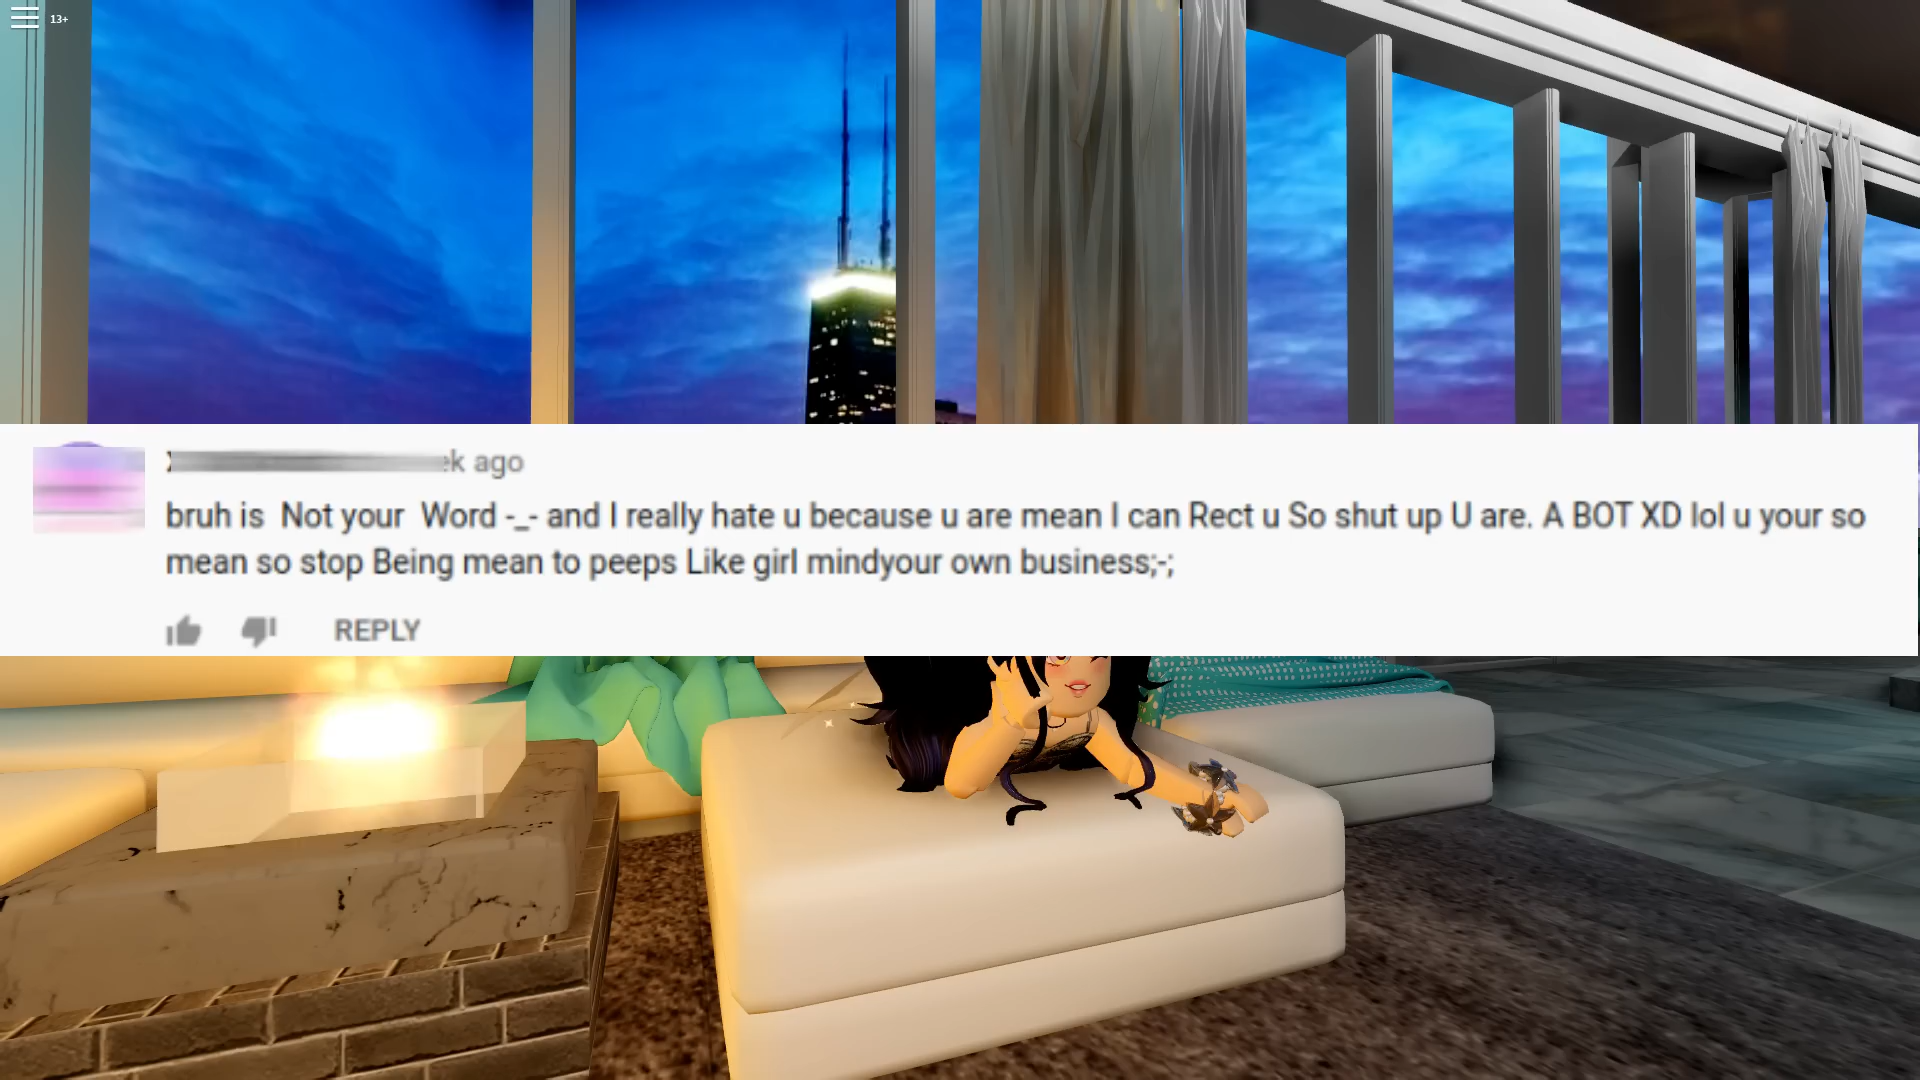 13+
ek ago
bruh is  Not your  Word -_- and I really hate u because u are mean I can Rect u So shut up U are. A BOT XD lol u your so
mean so stop Being mean to peeps Like girl mindyour own business;-;
REPLY